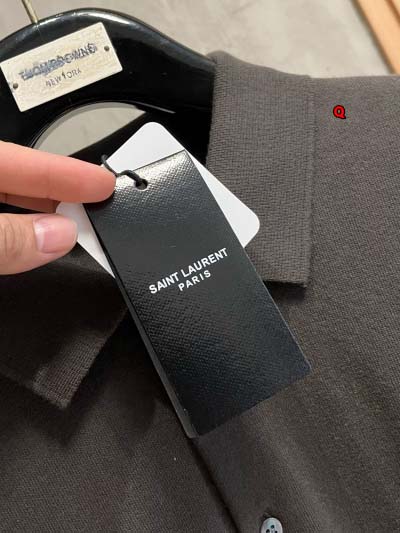 NEW YORK
Q
SAINT LAURENT
PARIS